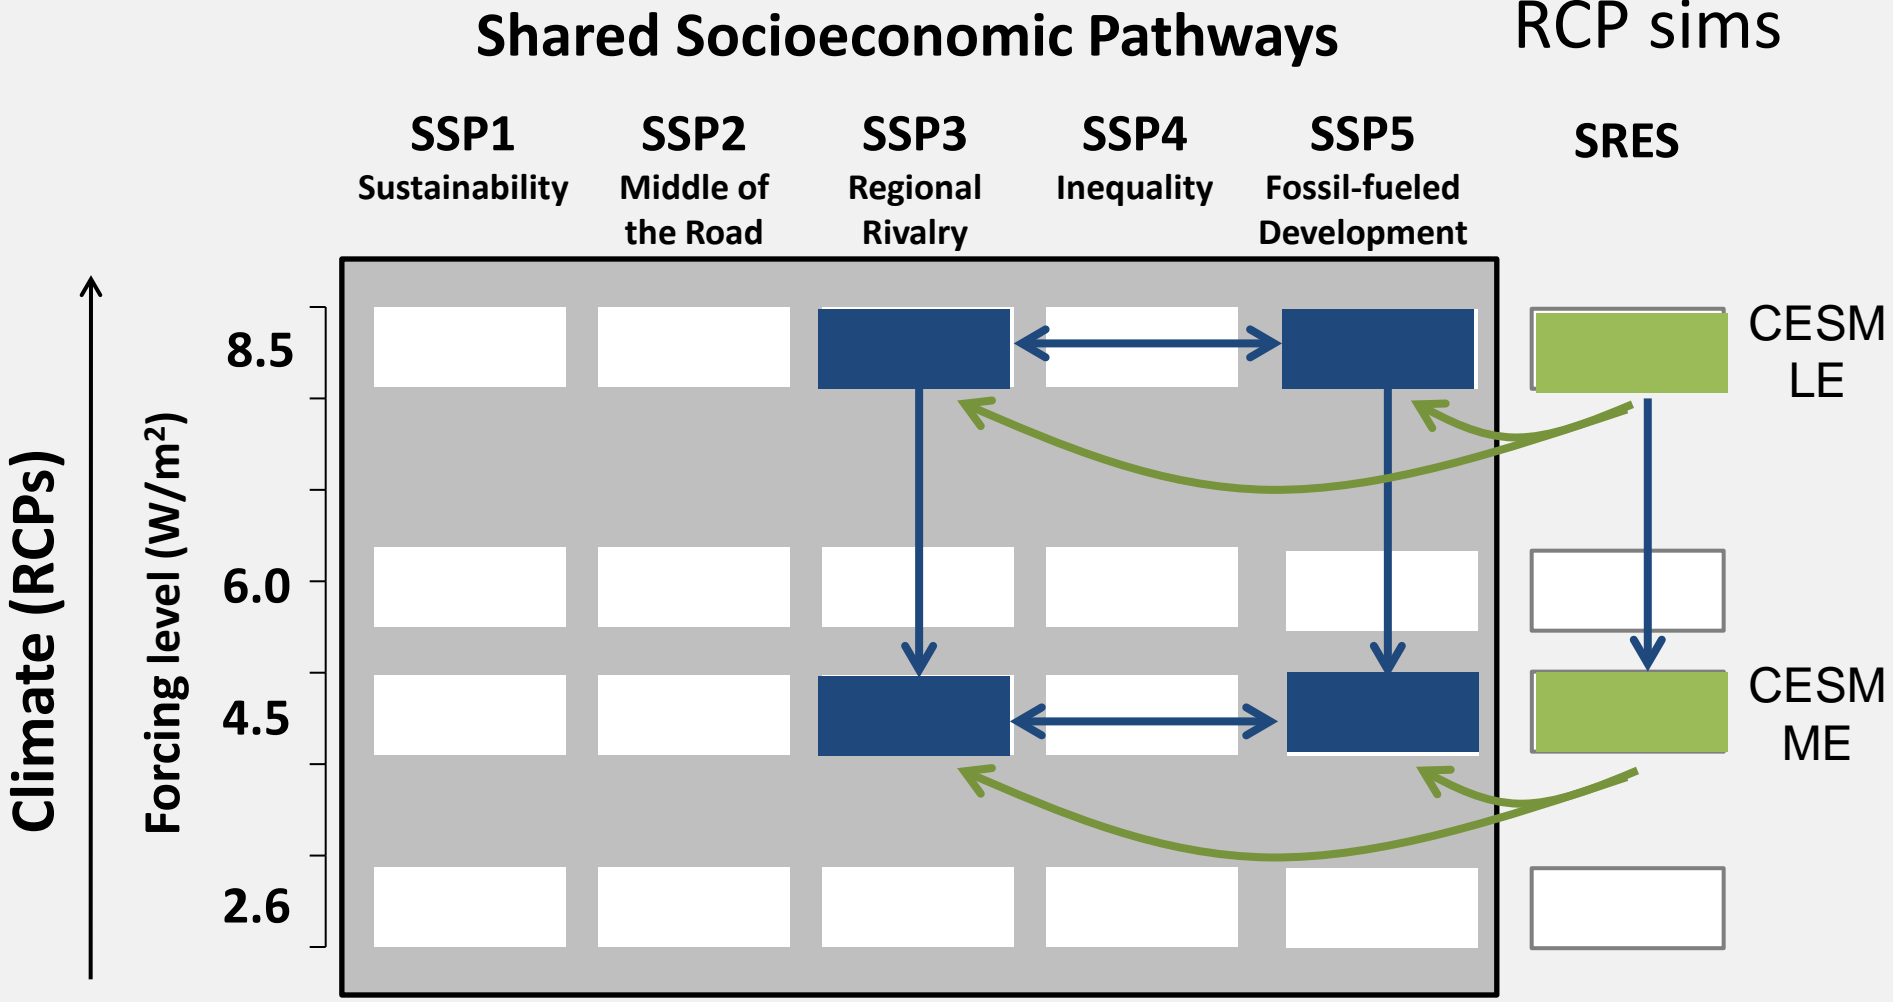 Shared Socioeconomic Pathways
RCP sims
SSP1
Sustainability
SSP2
Middle of
the Road
SSP3
Regional
Rivalry
SSP4
Inequality
SSP5
Fossil-fueled
Development
SRES
Climate (RCPs)
Forcing level (W/m²)
8.5
6.0
4.5
2.6
CESM
LE
CESM
ME